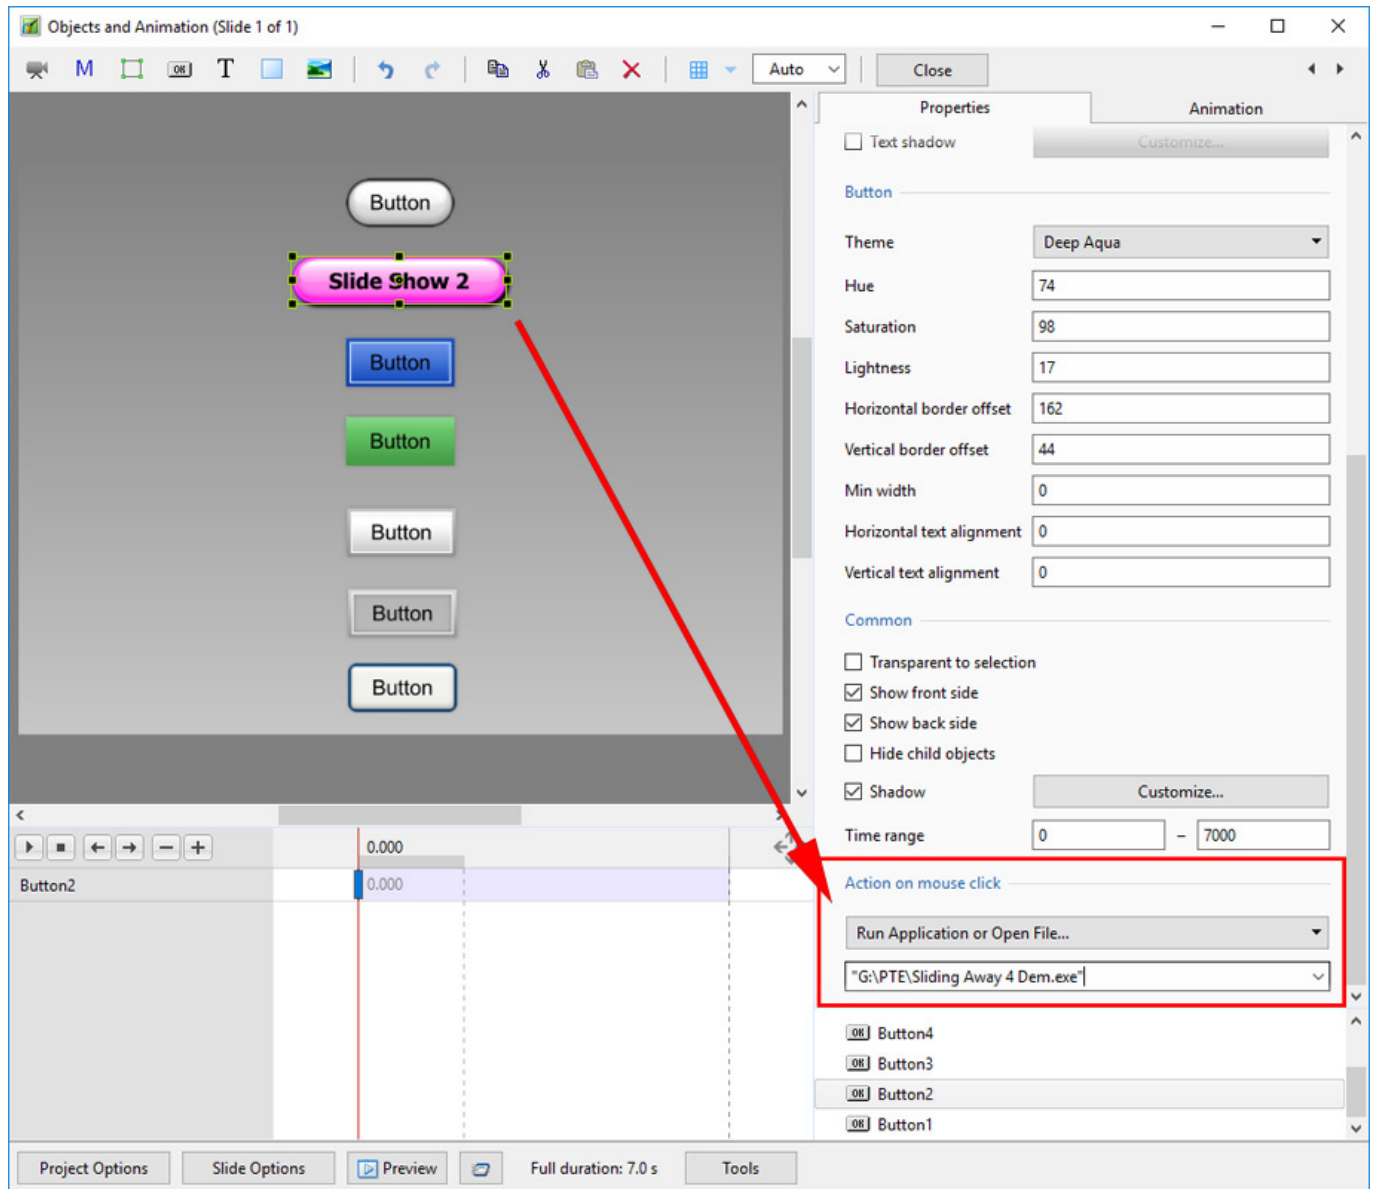 Objects and Animation (Slide 1 of 1)
M OK T Auto Close
Properties Animation
Text shadow Customize...
Button
Theme Deep Aqua
Hue 74
Saturation 98
Lightness 17
Horizontal border offset 162
Vertical border offset 44
Min width 0
Horizontal text alignment 0
Vertical text alignment 0
Common
Transparent to selection
Show front side
Show back side
Hide child objects
Shadow Customize...
Time range 0 – 7000
Action on mouse click
Run Application or Open File...
"G:\PTE\Sliding Away 4 Dem.exe"
OK Button4
OK Button3
OK Button2
OK Button1
Button
Slide Show 2
Button
Button
Button
Button
Button
0.000
Button2 0.000
Project Options Slide Options Preview Full duration: 7.0 s Tools